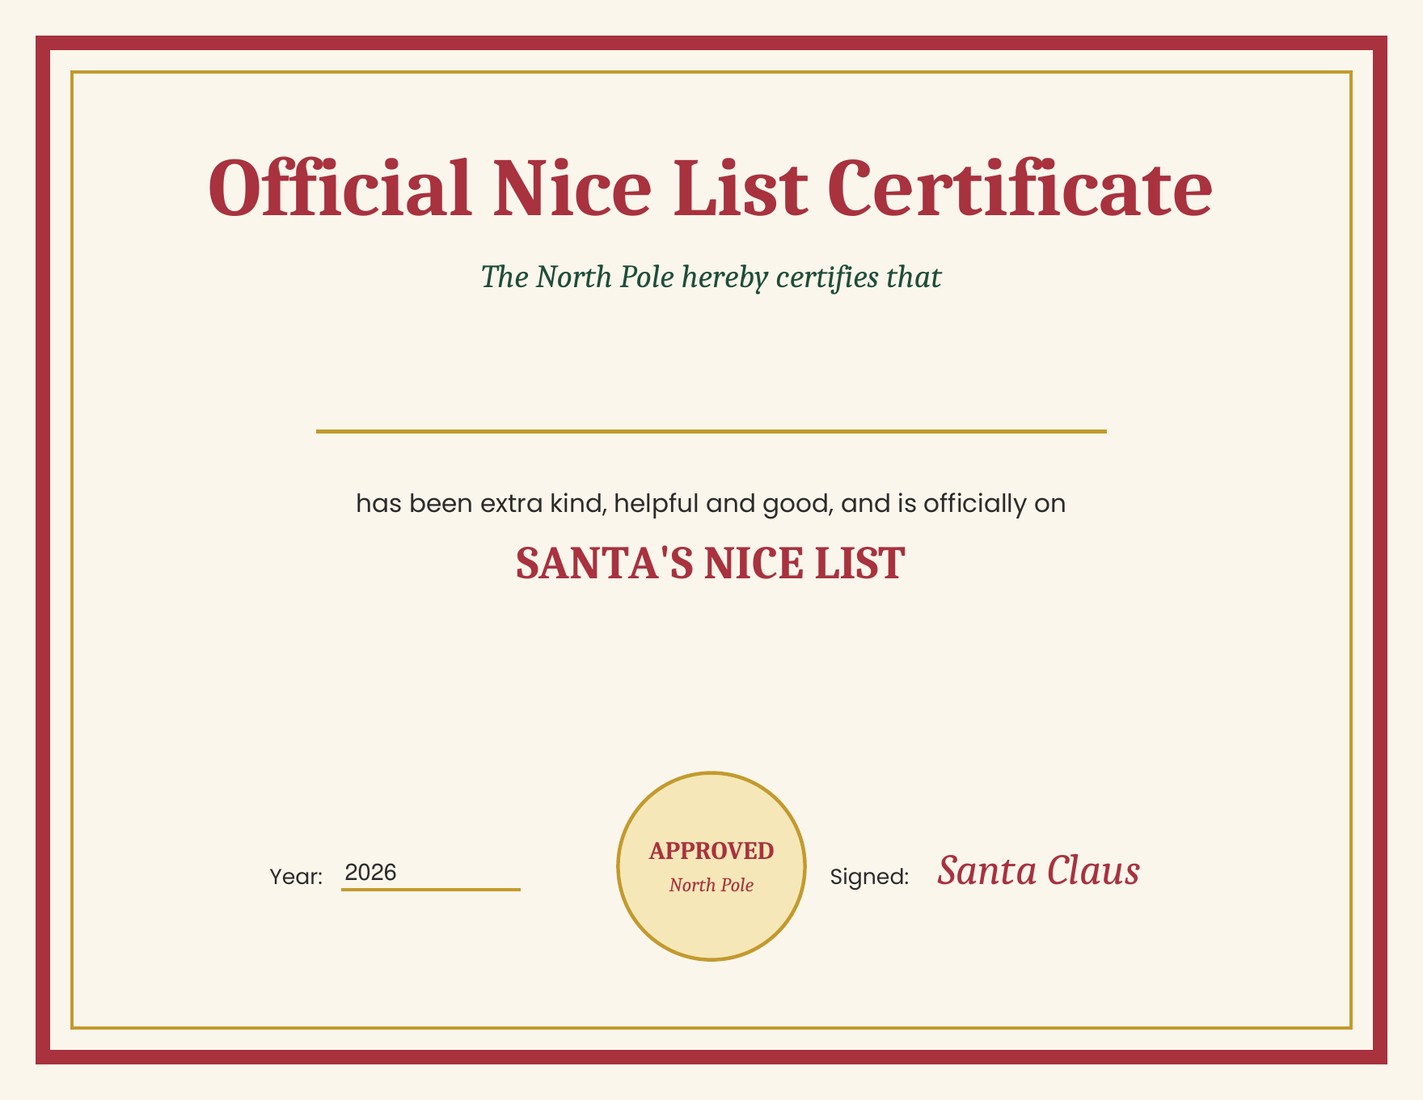 Official Nice List Certificate
The North Pole hereby certifies that
has been extra kind, helpful and good, and is officially on
SANTA'S NICE LIST
APPROVED
North Pole
Year: 2026
Signed: Santa Claus